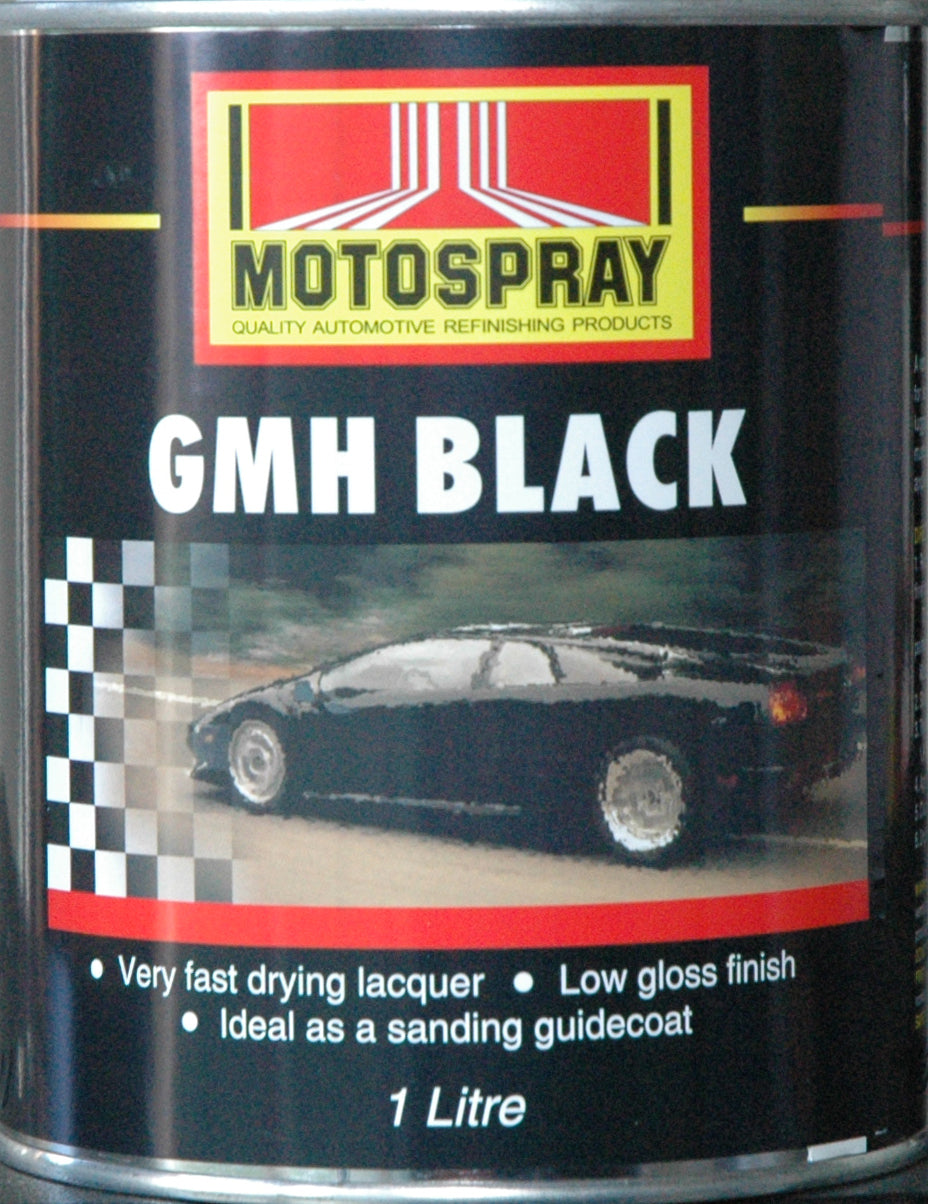 MOTOSPRAY
QUALITY AUTOMOTIVE REFINISHING PRODUCTS
GMH BLACK
• Very fast drying lacquer • Low gloss finish
• Ideal as a sanding guidecoat
1 Litre